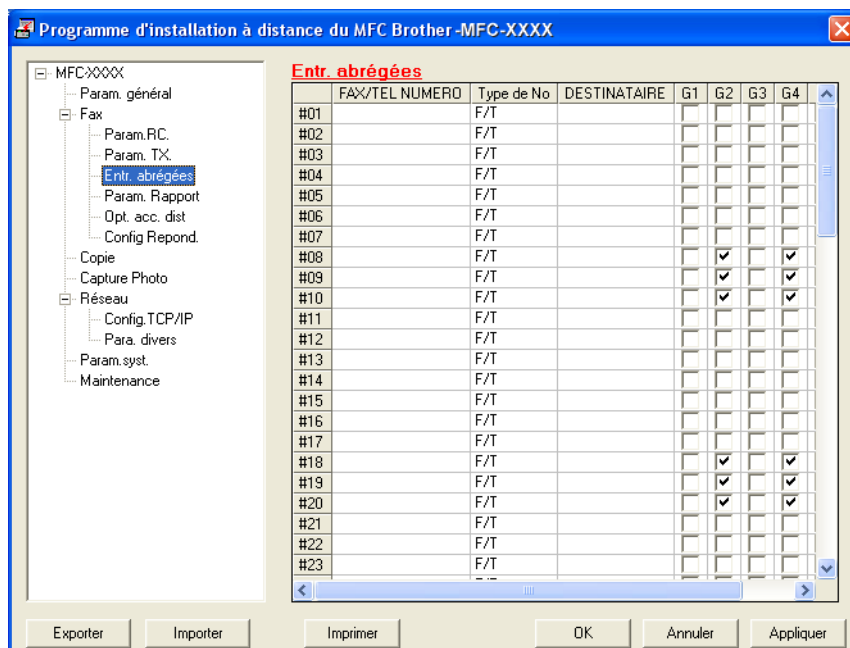 Programme d'installation à distance du MFC Brother -MFC-XXXX
MFC-XXXX
Param. général
Fax
Param.RC.
Param. TX.
Entr. abrégées
Param. Rapport
Opt. acc. dist
Config Repond.
Copie
Capture Photo
Réseau
Config.TCP/IP
Para. divers
Param.syst.
Maintenance
Entr. abrégées
FAX/TEL NUMERO Type de No DESTINATAIRE G1 G2 G3 G4
#01 F/T
#02 F/T
#03 F/T
#04 F/T
#05 F/T
#06 F/T
#07 F/T
#08 F/T
#09 F/T
#10 F/T
#11 F/T
#12 F/T
#13 F/T
#14 F/T
#15 F/T
#16 F/T
#17 F/T
#18 F/T
#19 F/T
#20 F/T
#21 F/T
#22 F/T
#23 F/T
Exporter Importer Imprimer OK Annuler Appliquer